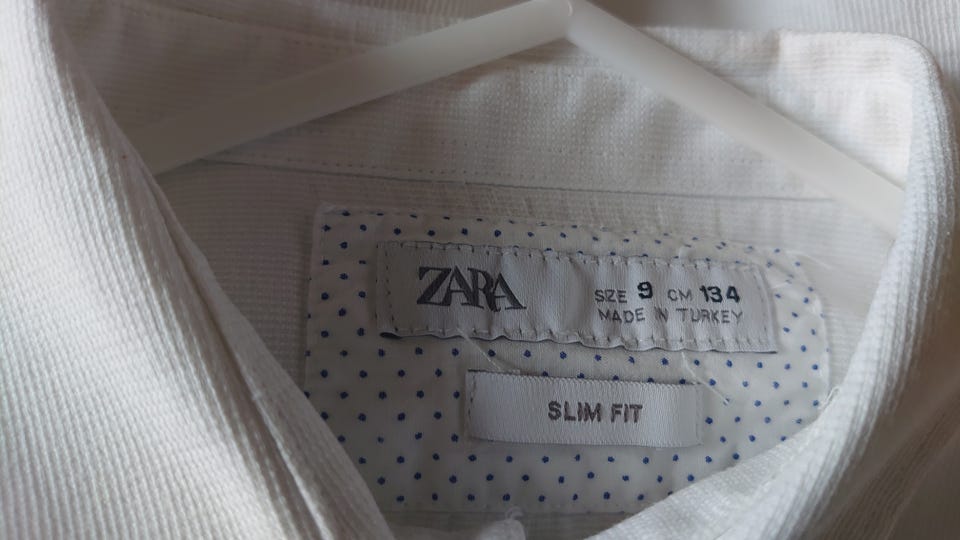 ZARA
SIZE 9 CM 134
MADE IN TURKEY
SLIM FIT